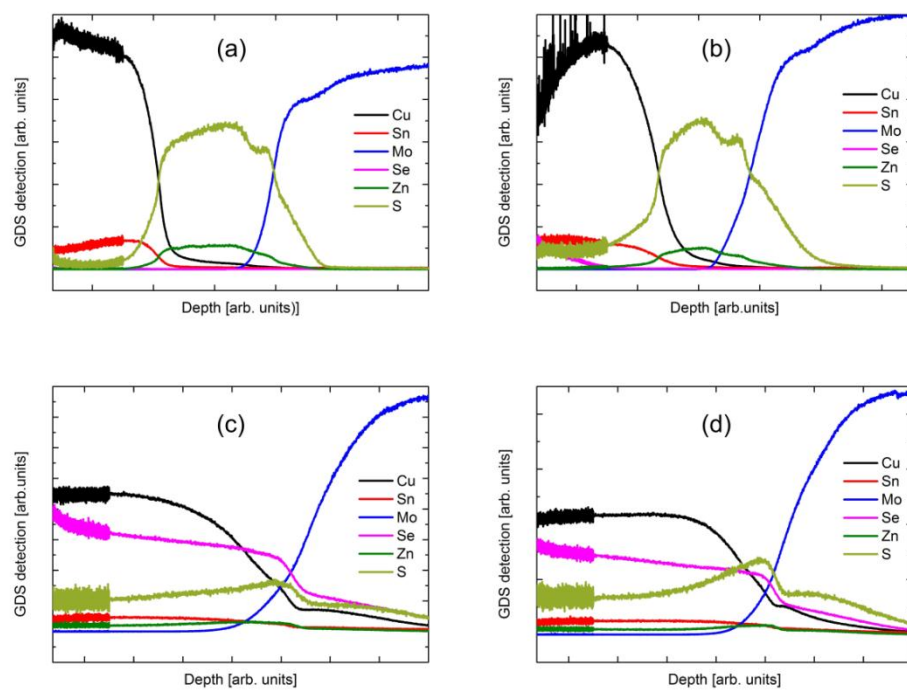 (a)
GDS detection [arb. units]
Cu
Sn
Mo
Se
Zn
S
Depth [arb. units)]
(b)
GDS detection [arb. units]
Cu
Sn
Mo
Se
Zn
S
Depth [arb.units]
(c)
GDS detection [arb.units]
Cu
Sn
Mo
Se
Zn
S
Depth [arb. units]
(d)
GDS detection [arb. units]
Cu
Sn
Mo
Se
Zn
S
Depth [arb. units]